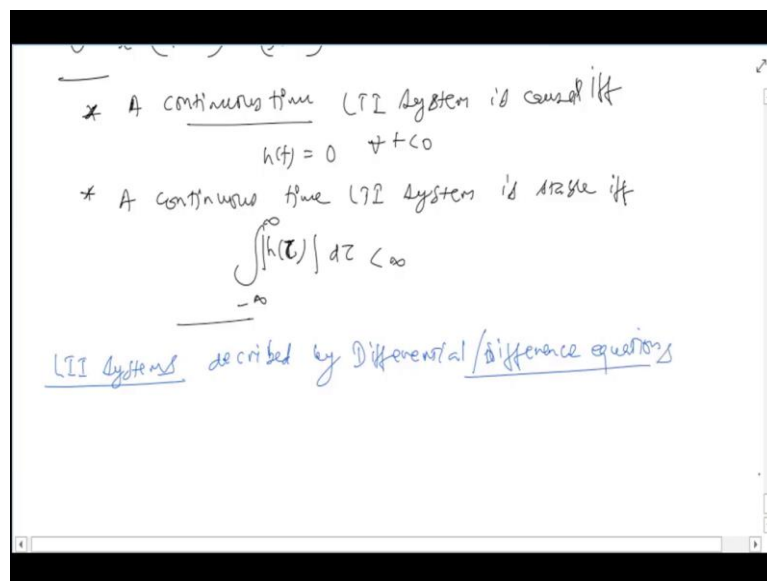 * A continuous time LTI system is causal iff
h(t) = 0 ∀ t<0
* A continuous time LTI system is stable iff
∫_{-∞}^{∞} |h(τ)| dτ < ∞
LTI systems decribed by Differential/Difference equations